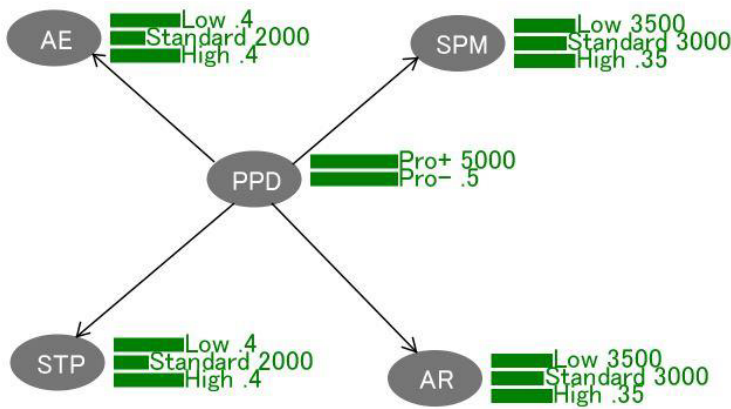 AE
Low .4
Standard 2000
High .4
SPM
Low 3500
Standard 3000
High .35
PPD
Pro+ 5000
Pro- .5
STP
Low .4
Standard 2000
High .4
AR
Low 3500
Standard 3000
High .35